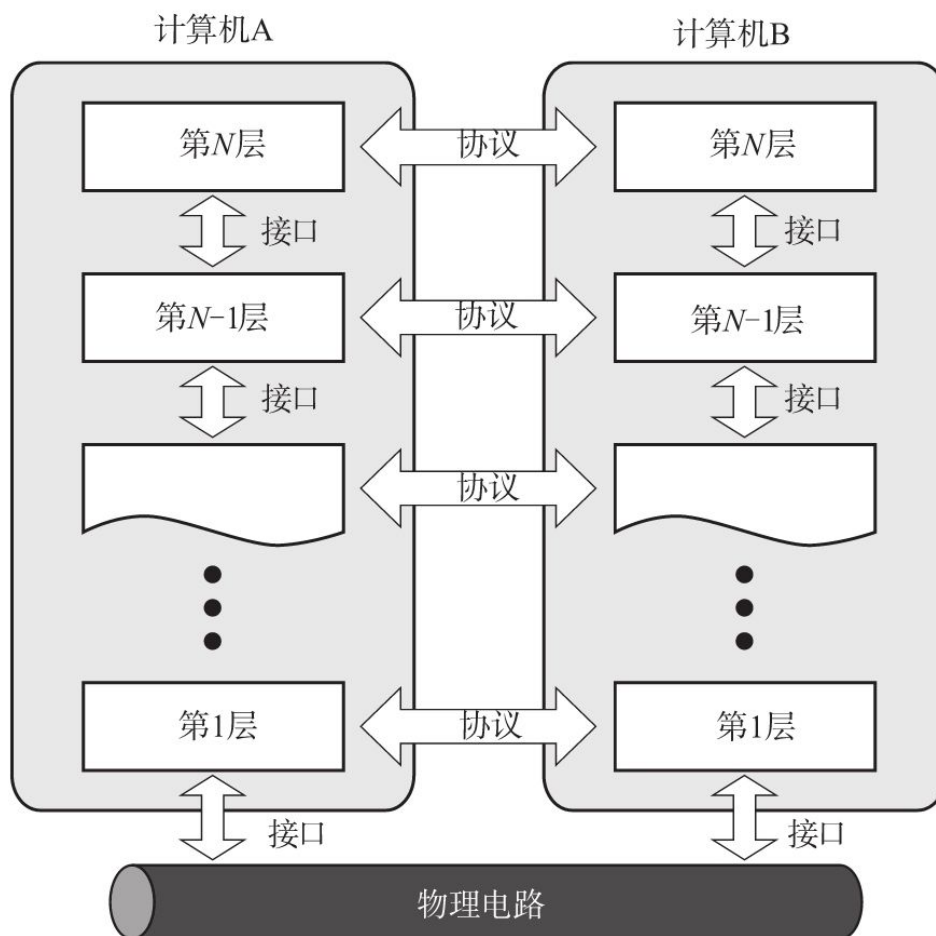 计算机A 计算机B
第N层 协议 第N层
接口 接口
第N-1层 协议 第N-1层
接口 接口
协议
第1层 协议 第1层
接口 接口
物理电路